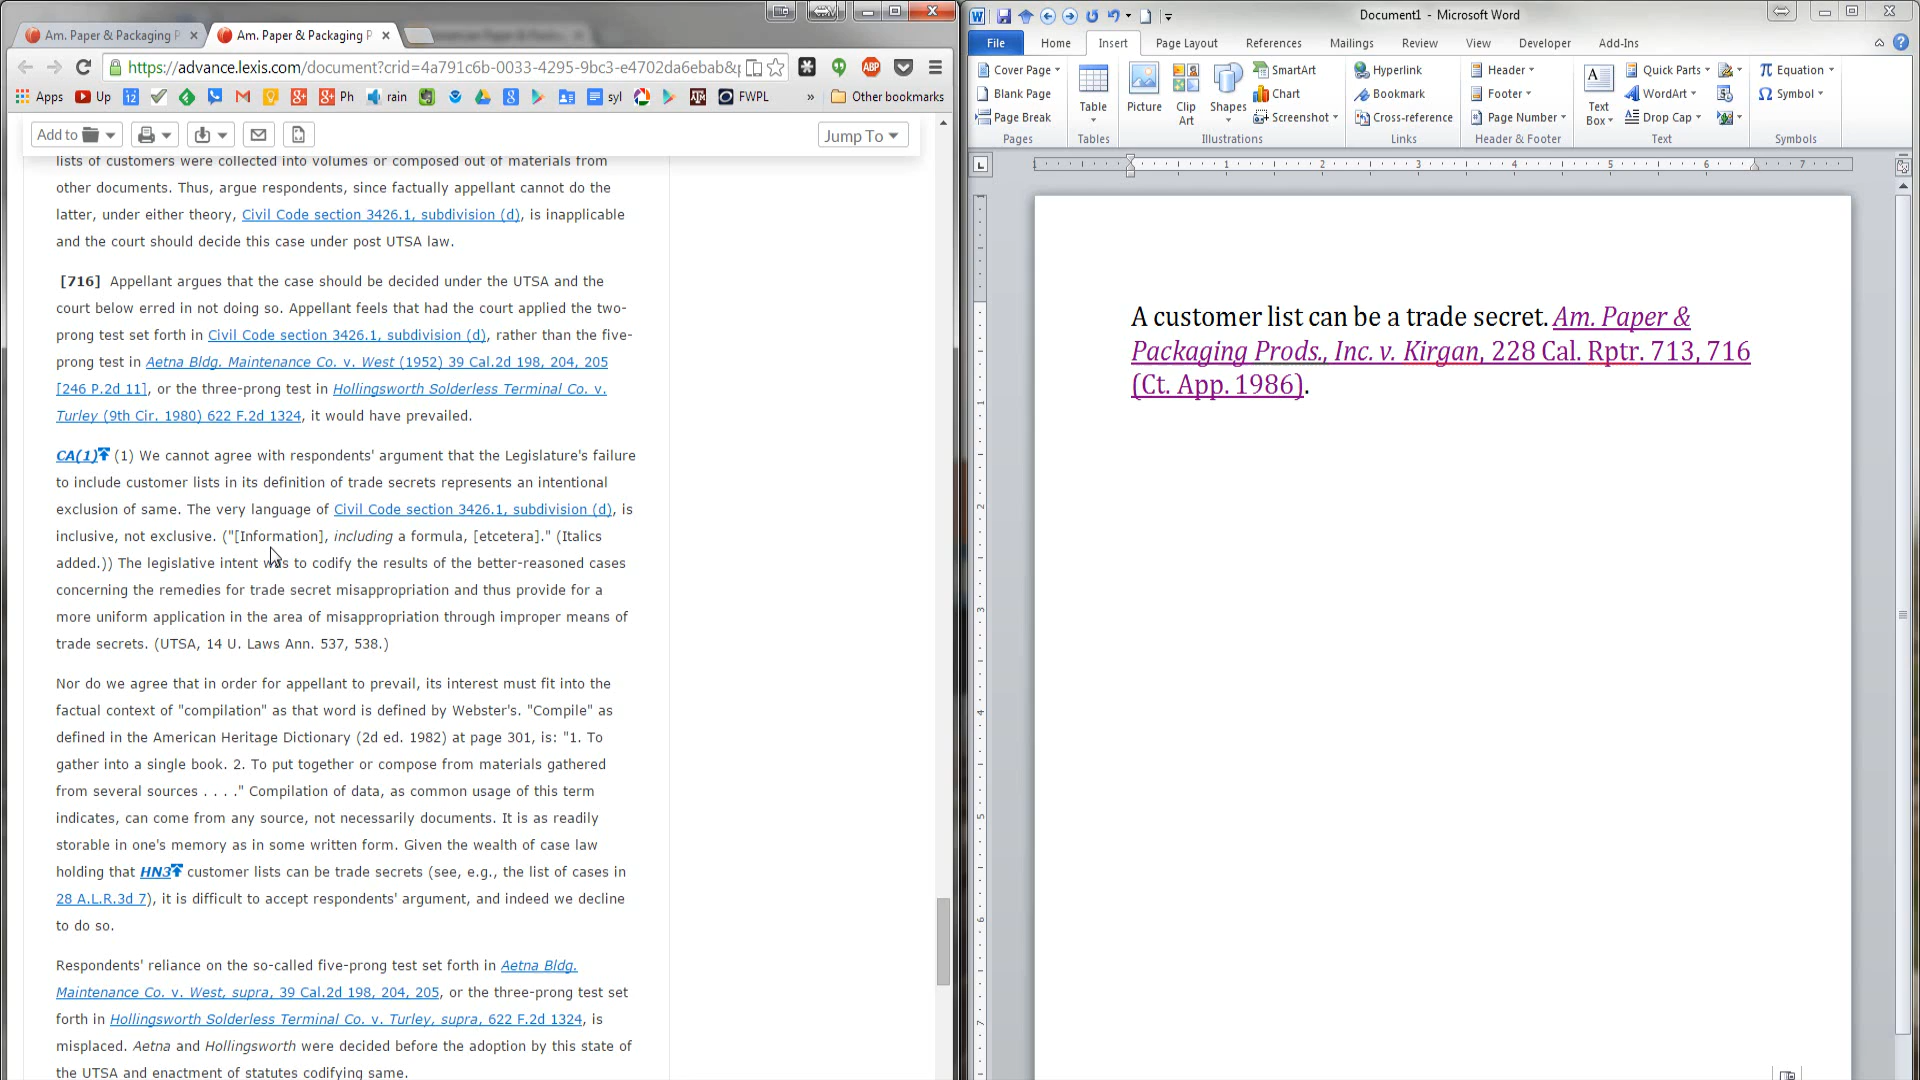 Am. Paper & Packaging P
Am. Paper & Packaging P
https://advance.lexis.com/document?crid=4a791c6b-0033-4295-9bc3-e4702da6ebab&
Apps
Up
12
Ph
rain
syl
FWPL
»
Other bookmarks
Add to
Jump To
lists of customers were collected into volumes or composed out of materials from
other documents. Thus, argue respondents, since factually appellant cannot do the
latter, under either theory, Civil Code section 3426.1, subdivision (d), is inapplicable
and the court should decide this case under post UTSA law.
[716] Appellant argues that the case should be decided under the UTSA and the
court below erred in not doing so. Appellant feels that had the court applied the two-
prong test set forth in Civil Code section 3426.1, subdivision (d), rather than the five-
prong test in Aetna Bldg. Maintenance Co. v. West (1952) 39 Cal.2d 198, 204, 205
[246 P.2d 11], or the three-prong test in Hollingsworth Solderless Terminal Co. v.
Turley (9th Cir. 1980) 622 F.2d 1324, it would have prevailed.
CA(1) (1) We cannot agree with respondents' argument that the Legislature's failure
to include customer lists in its definition of trade secrets represents an intentional
exclusion of same. The very language of Civil Code section 3426.1, subdivision (d), is
inclusive, not exclusive. ("[Information], including a formula, [etcetera]." (Italics
added.)) The legislative intent was to codify the results of the better-reasoned cases
concerning the remedies for trade secret misappropriation and thus provide for a
more uniform application in the area of misappropriation through improper means of
trade secrets. (UTSA, 14 U. Laws Ann. 537, 538.)
Nor do we agree that in order for appellant to prevail, its interest must fit into the
factual context of "compilation" as that word is defined by Webster's. "Compile" as
defined in the American Heritage Dictionary (2d ed. 1982) at page 301, is: "1. To
gather into a single book. 2. To put together or compose from materials gathered
from several sources . . . ." Compilation of data, as common usage of this term
indicates, can come from any source, not necessarily documents. It is as readily
storable in one's memory as in some written form. Given the wealth of case law
holding that HN3 customer lists can be trade secrets (see, e.g., the list of cases in
28 A.L.R.3d 7), it is difficult to accept respondents' argument, and indeed we decline
to do so.
Respondents' reliance on the so-called five-prong test set forth in Aetna Bldg.
Maintenance Co. v. West, supra, 39 Cal.2d 198, 204, 205, or the three-prong test set
forth in Hollingsworth Solderless Terminal Co. v. Turley, supra, 622 F.2d 1324, is
misplaced. Aetna and Hollingsworth were decided before the adoption by this state of
the UTSA and enactment of statutes codifying same.
Document1 - Microsoft Word
File Home Insert Page Layout References Mailings Review View Developer Add-Ins
Cover Page
Blank Page
Page Break
Pages
Table
Tables
Picture
Clip Art
Shapes
SmartArt
Chart
Screenshot
Illustrations
Hyperlink
Bookmark
Cross-reference
Links
Header
Footer
Page Number
Header & Footer
Text Box
Quick Parts
WordArt
Drop Cap
Text
Equation
Symbol
Symbols
1 1 2 3 4 5 6 7
A customer list can be a trade secret. Am. Paper &
Packaging Prods., Inc. v. Kirgan, 228 Cal. Rptr. 713, 716
(Ct. App. 1986).
1
2
3
4
5
6
7